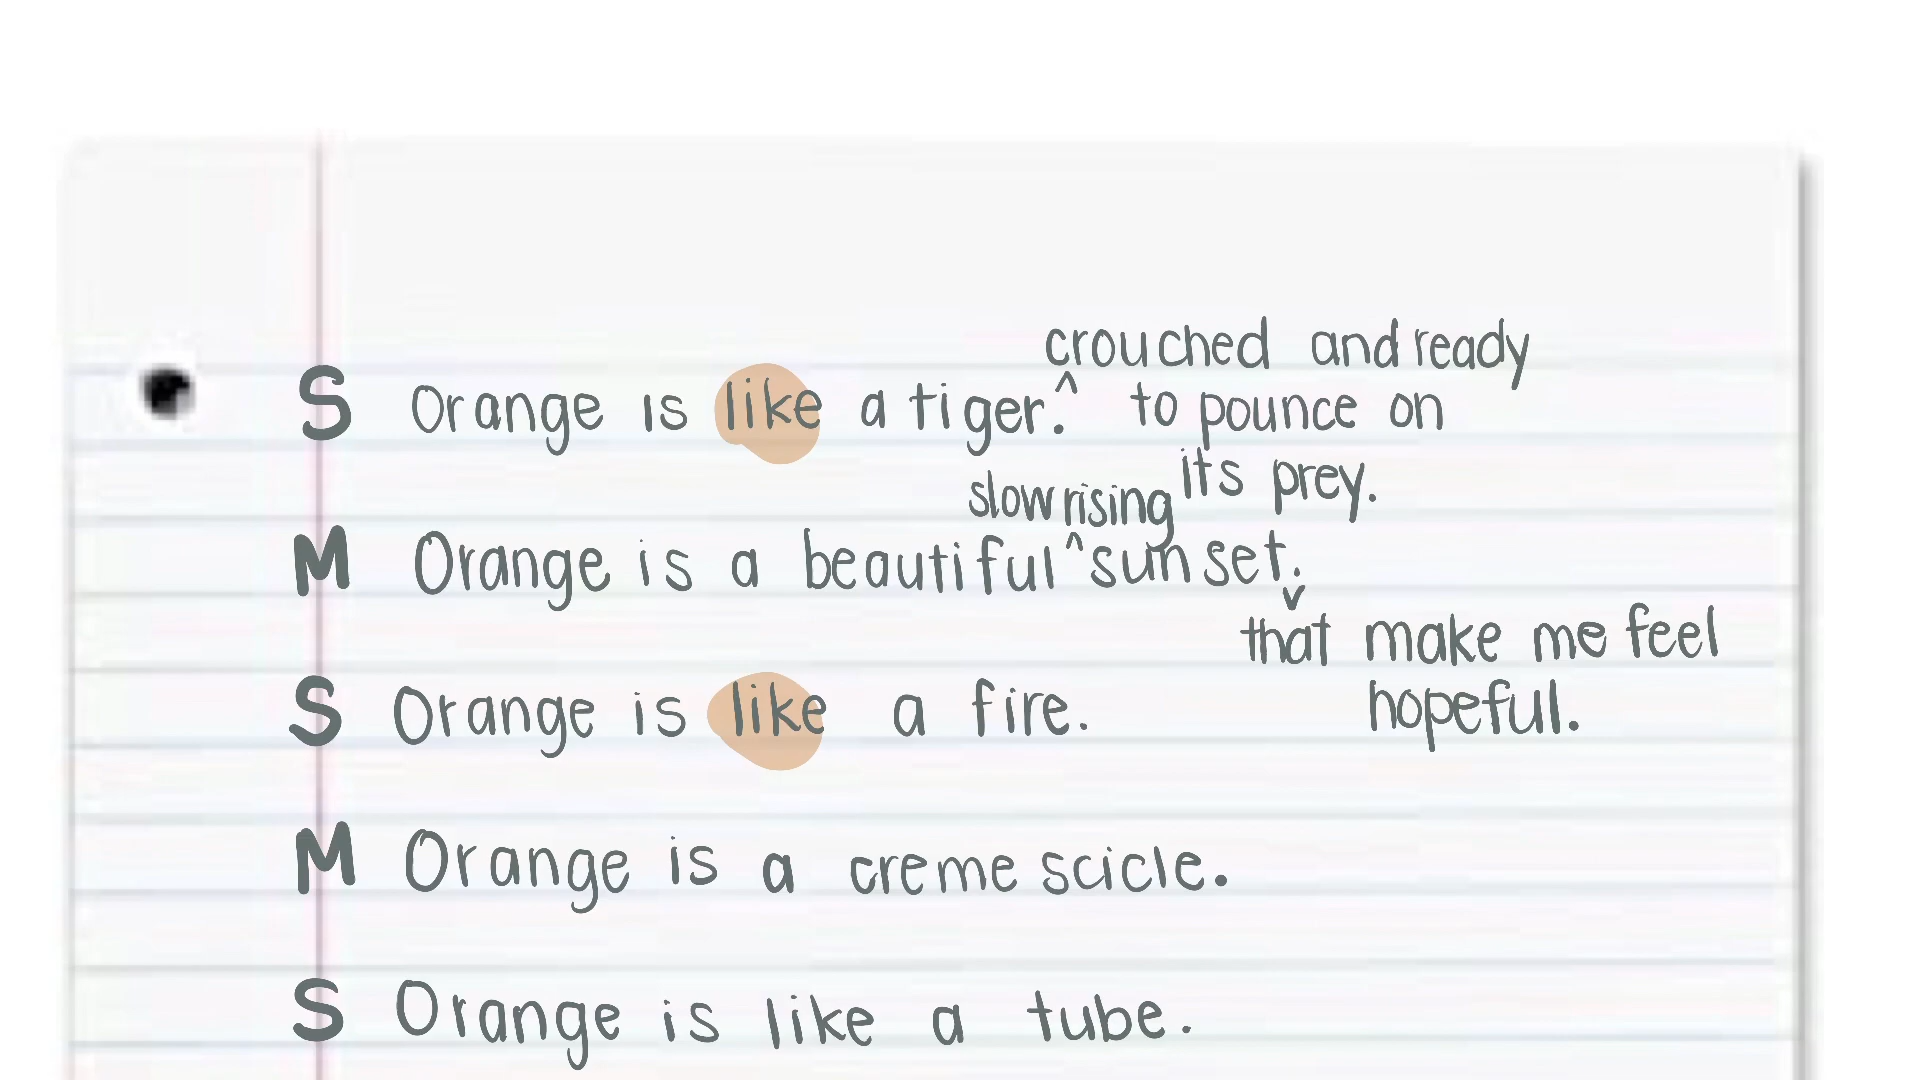 crouched and ready
S Orange is like a tiger.^ to pounce on
its prey.
slow rising
M Orange is a beautiful ^ sunset.
v
that make me feel
hopeful.
S Orange is like a fire.
M Orange is a creme scicle.
S Orange is like a tube.